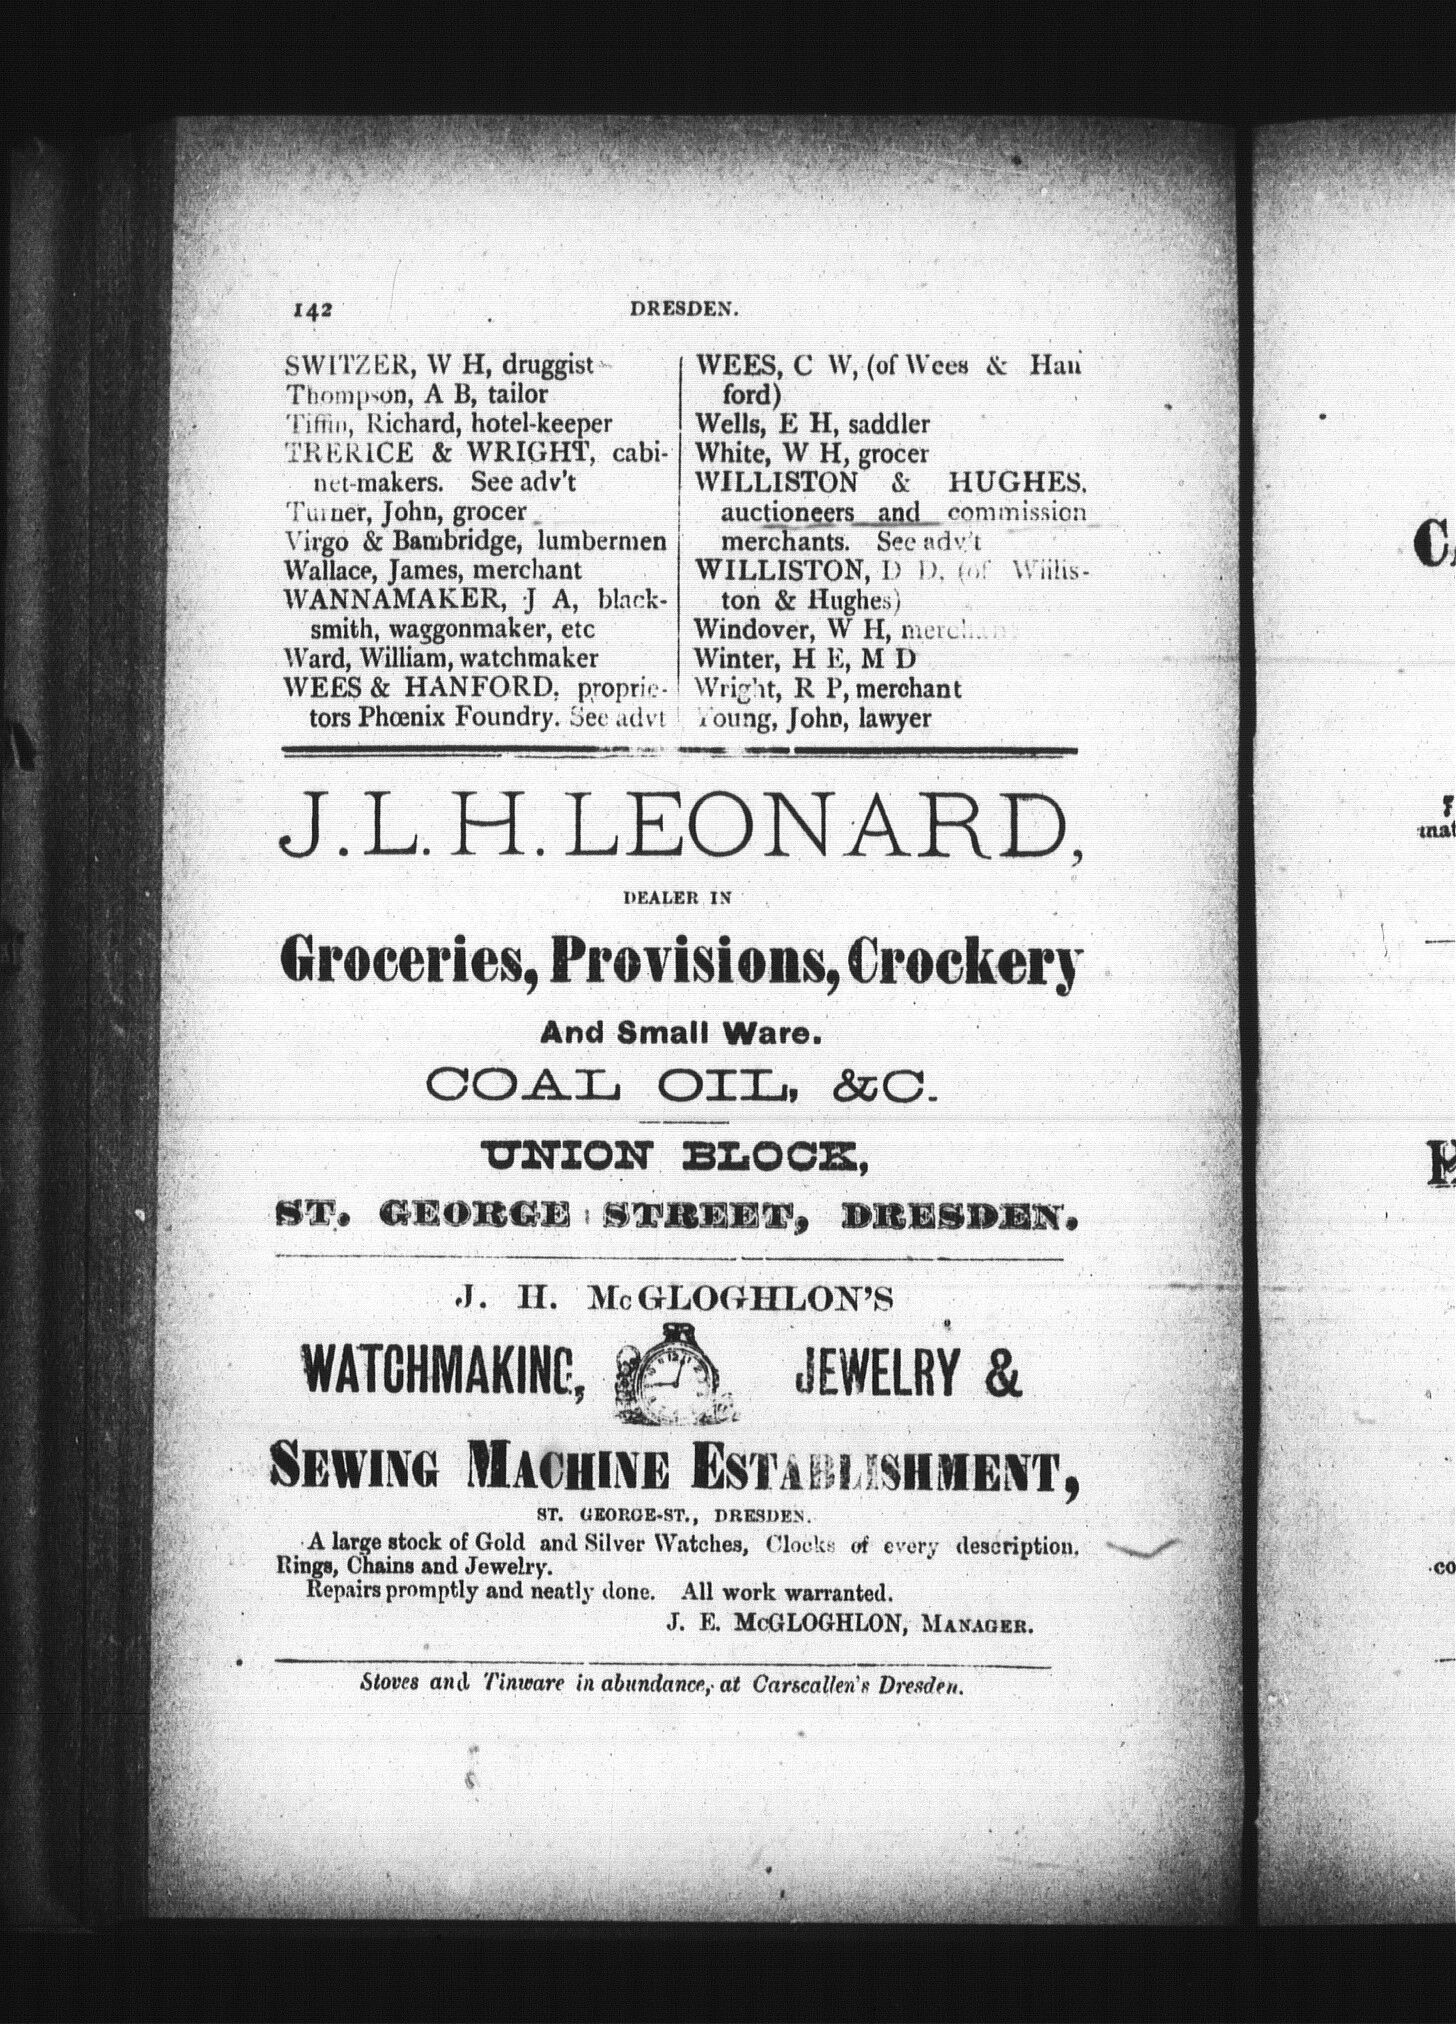 142
DRESDEN.
SWITZER, W H, druggist
Thompson, A B, tailor
Tiffin, Richard, hotel-keeper
TRERICE & WRIGHT, cabi-
net-makers. See adv't
Turner, John, grocer
Virgo & Bambridge, lumbermen
Wallace, James, merchant
WANNAMAKER, J A, black-
smith, waggonmaker, etc
Ward, William, watchmaker
WEES & HANFORD, proprie-
tors Phœnix Foundry. See advt
WEES, C W, (of Wees & Han
ford)
Wells, E H, saddler
White, W H, grocer
WILLISTON & HUGHES,
auctioneers and commission
merchants. See adv't
WILLISTON, D D, (of Willis-
ton & Hughes)
Windover, W H, merchant
Winter, H E, M D
Wright, R P, merchant
Young, John, lawyer
J. L. H. LEONARD,
DEALER IN
Groceries, Provisions, Crockery
And Small Ware.
COAL OIL, &C.
UNION BLOCK,
ST. GEORGE STREET, DRESDEN.
J. H. McGLOGHLON'S
WATCHMAKING, JEWELRY &
SEWING MACHINE ESTABLISHMENT,
ST. GEORGE-ST., DRESDEN.
A large stock of Gold and Silver Watches, Clocks of every description,
Rings, Chains and Jewelry.
Repairs promptly and neatly done. All work warranted.
J. E. McGLOGHLON, MANAGER.
Stoves and Tinware in abundance, at Carscallen's Dresden.